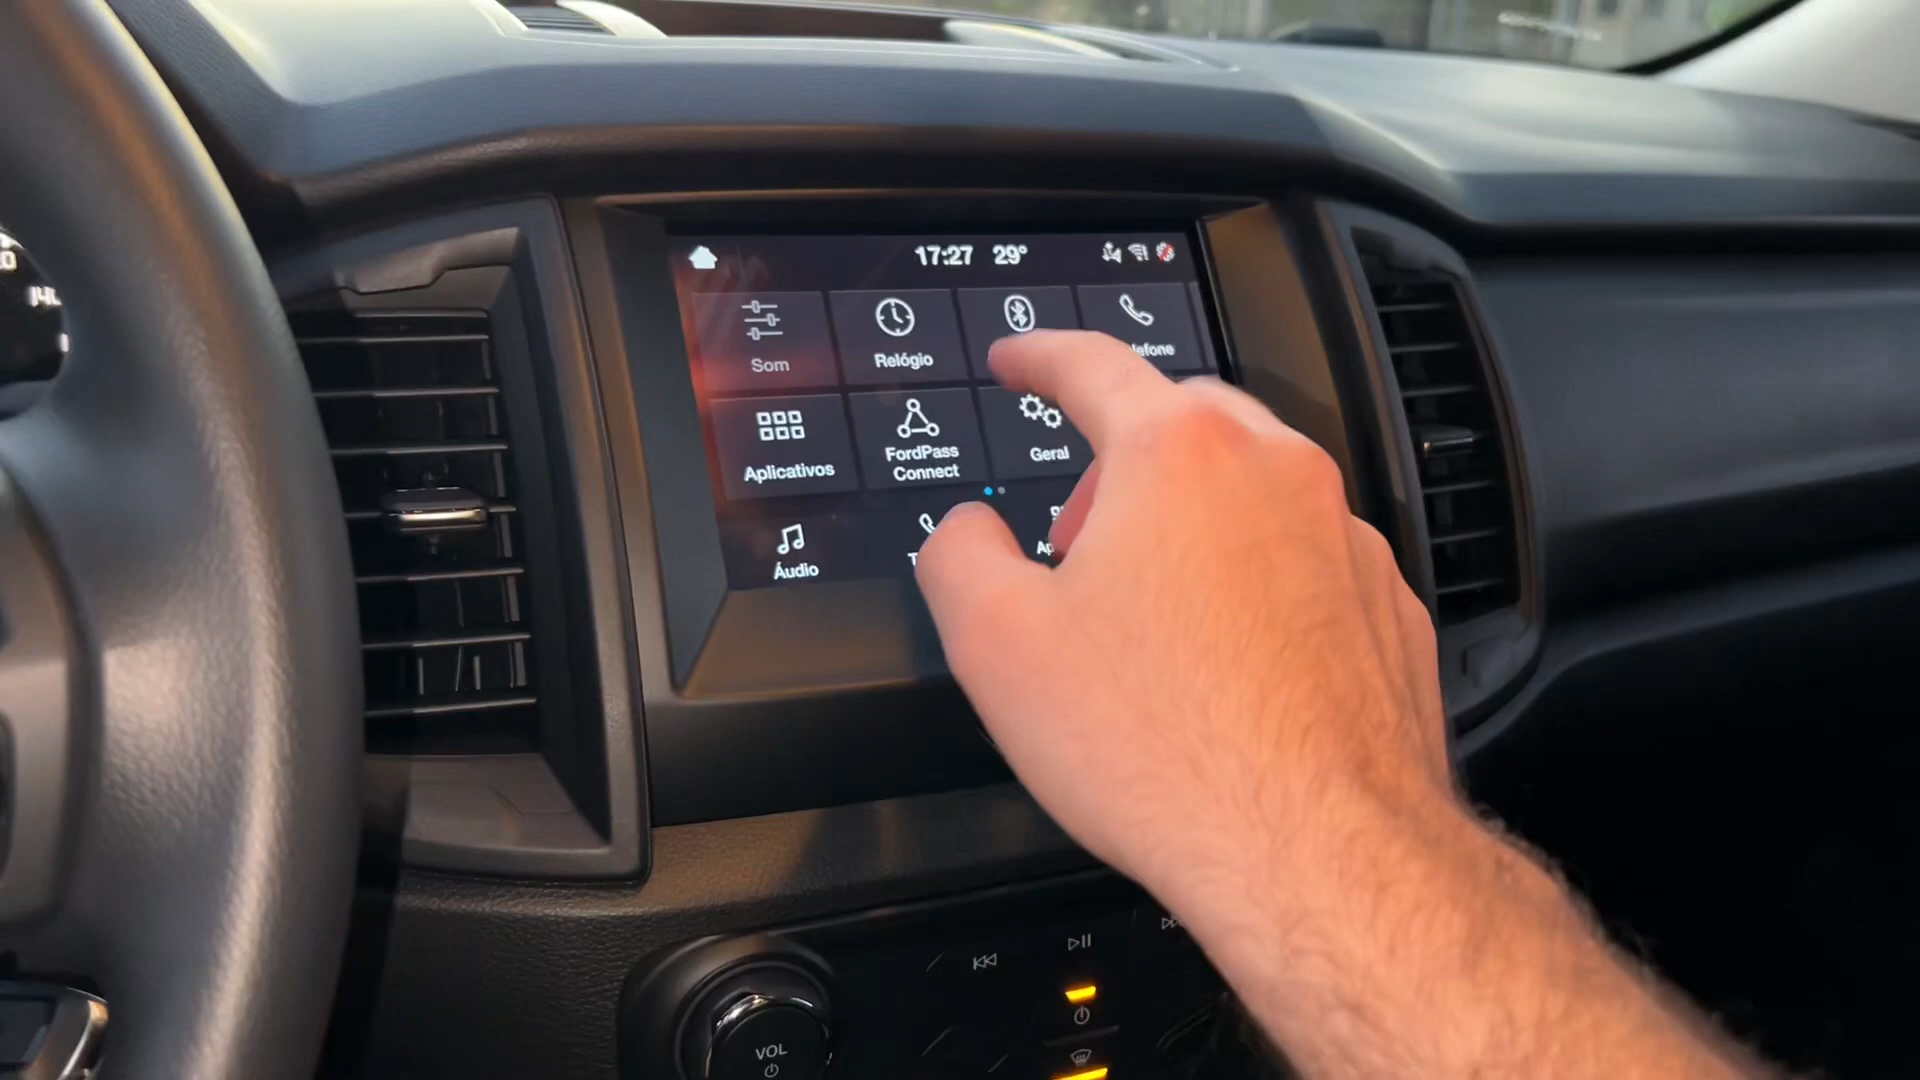 17:27 29°
Som
Relógio
Aplicativos
FordPass
Connect
Geral
Áudio
VOL